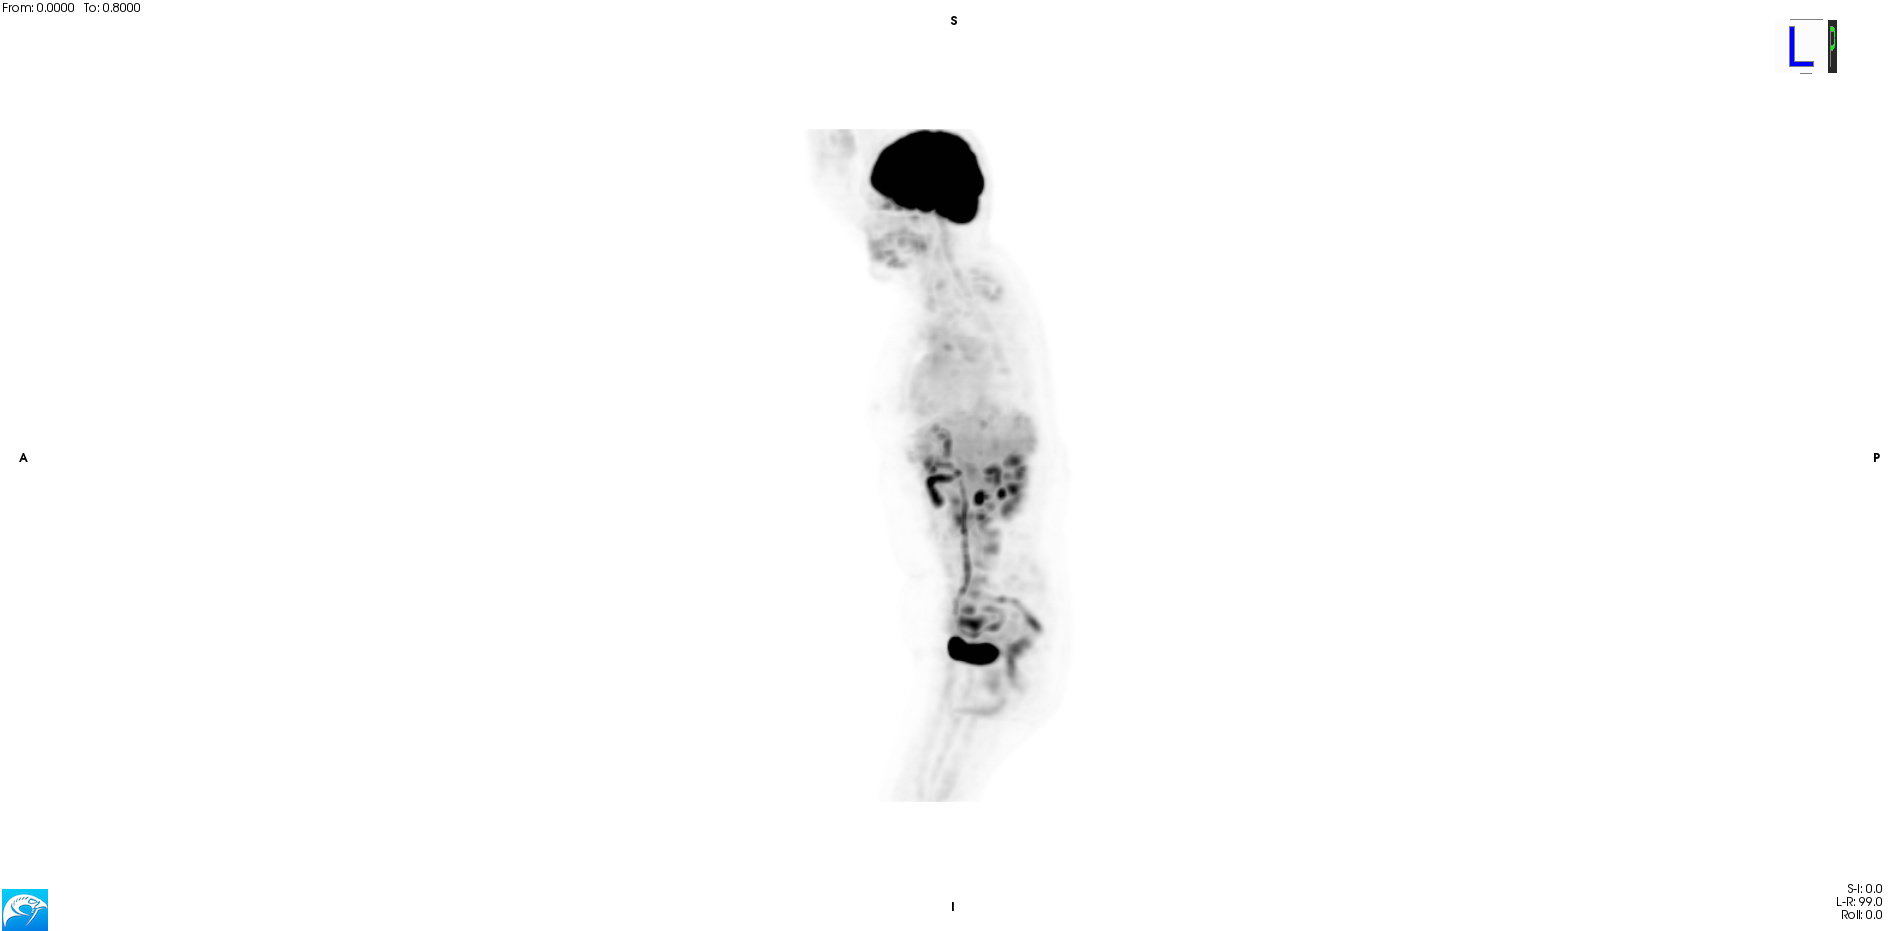 From: 0.0000 To: 0.8000
S
L P
A
P
I
S-I: 0.0
L-R: 99.0
Roll: 0.0